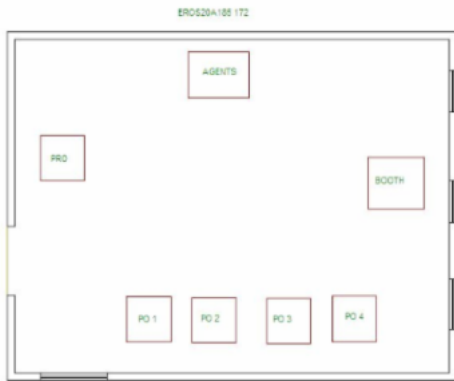 EROS20A185 172
AGENTS
PRO
BOOTH
PO 1
PO 2
PO 3
PO 4